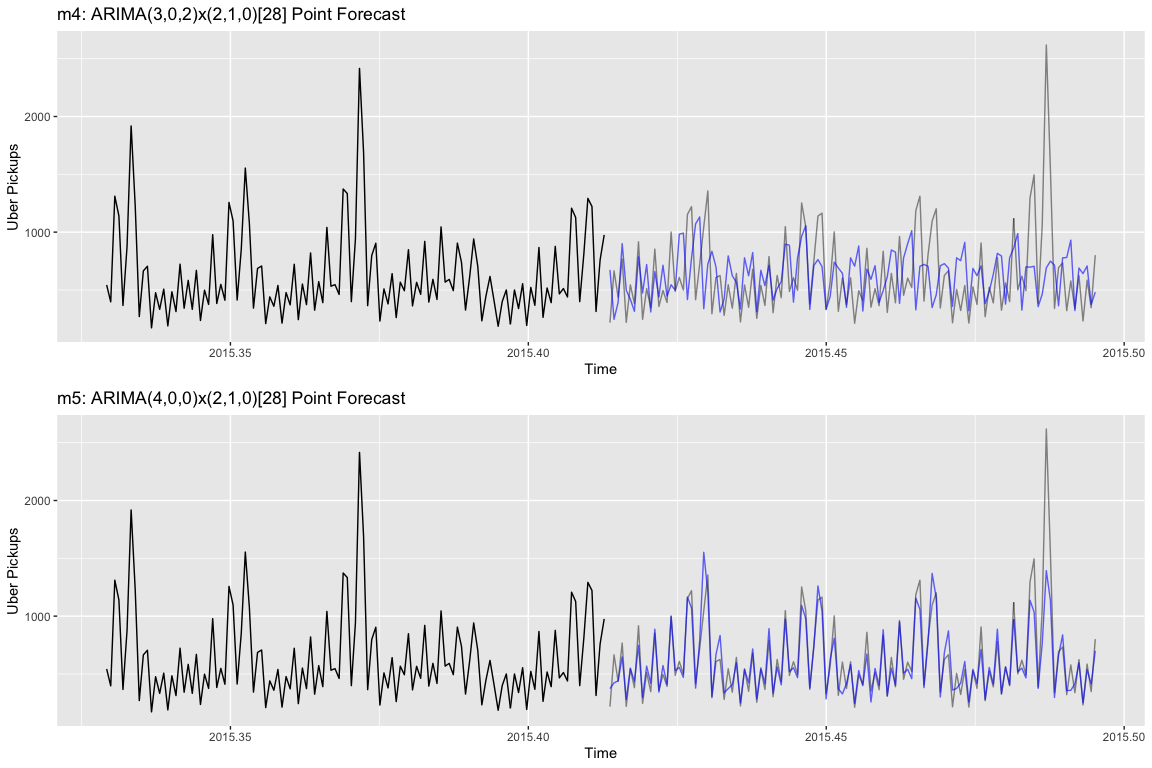 m4: ARIMA(3,0,2)x(2,1,0)[28] Point Forecast
2000
1000
Uber Pickups
2015.35 2015.40 2015.45 2015.50
Time
m5: ARIMA(4,0,0)x(2,1,0)[28] Point Forecast
2000
1000
Uber Pickups
2015.35 2015.40 2015.45 2015.50
Time